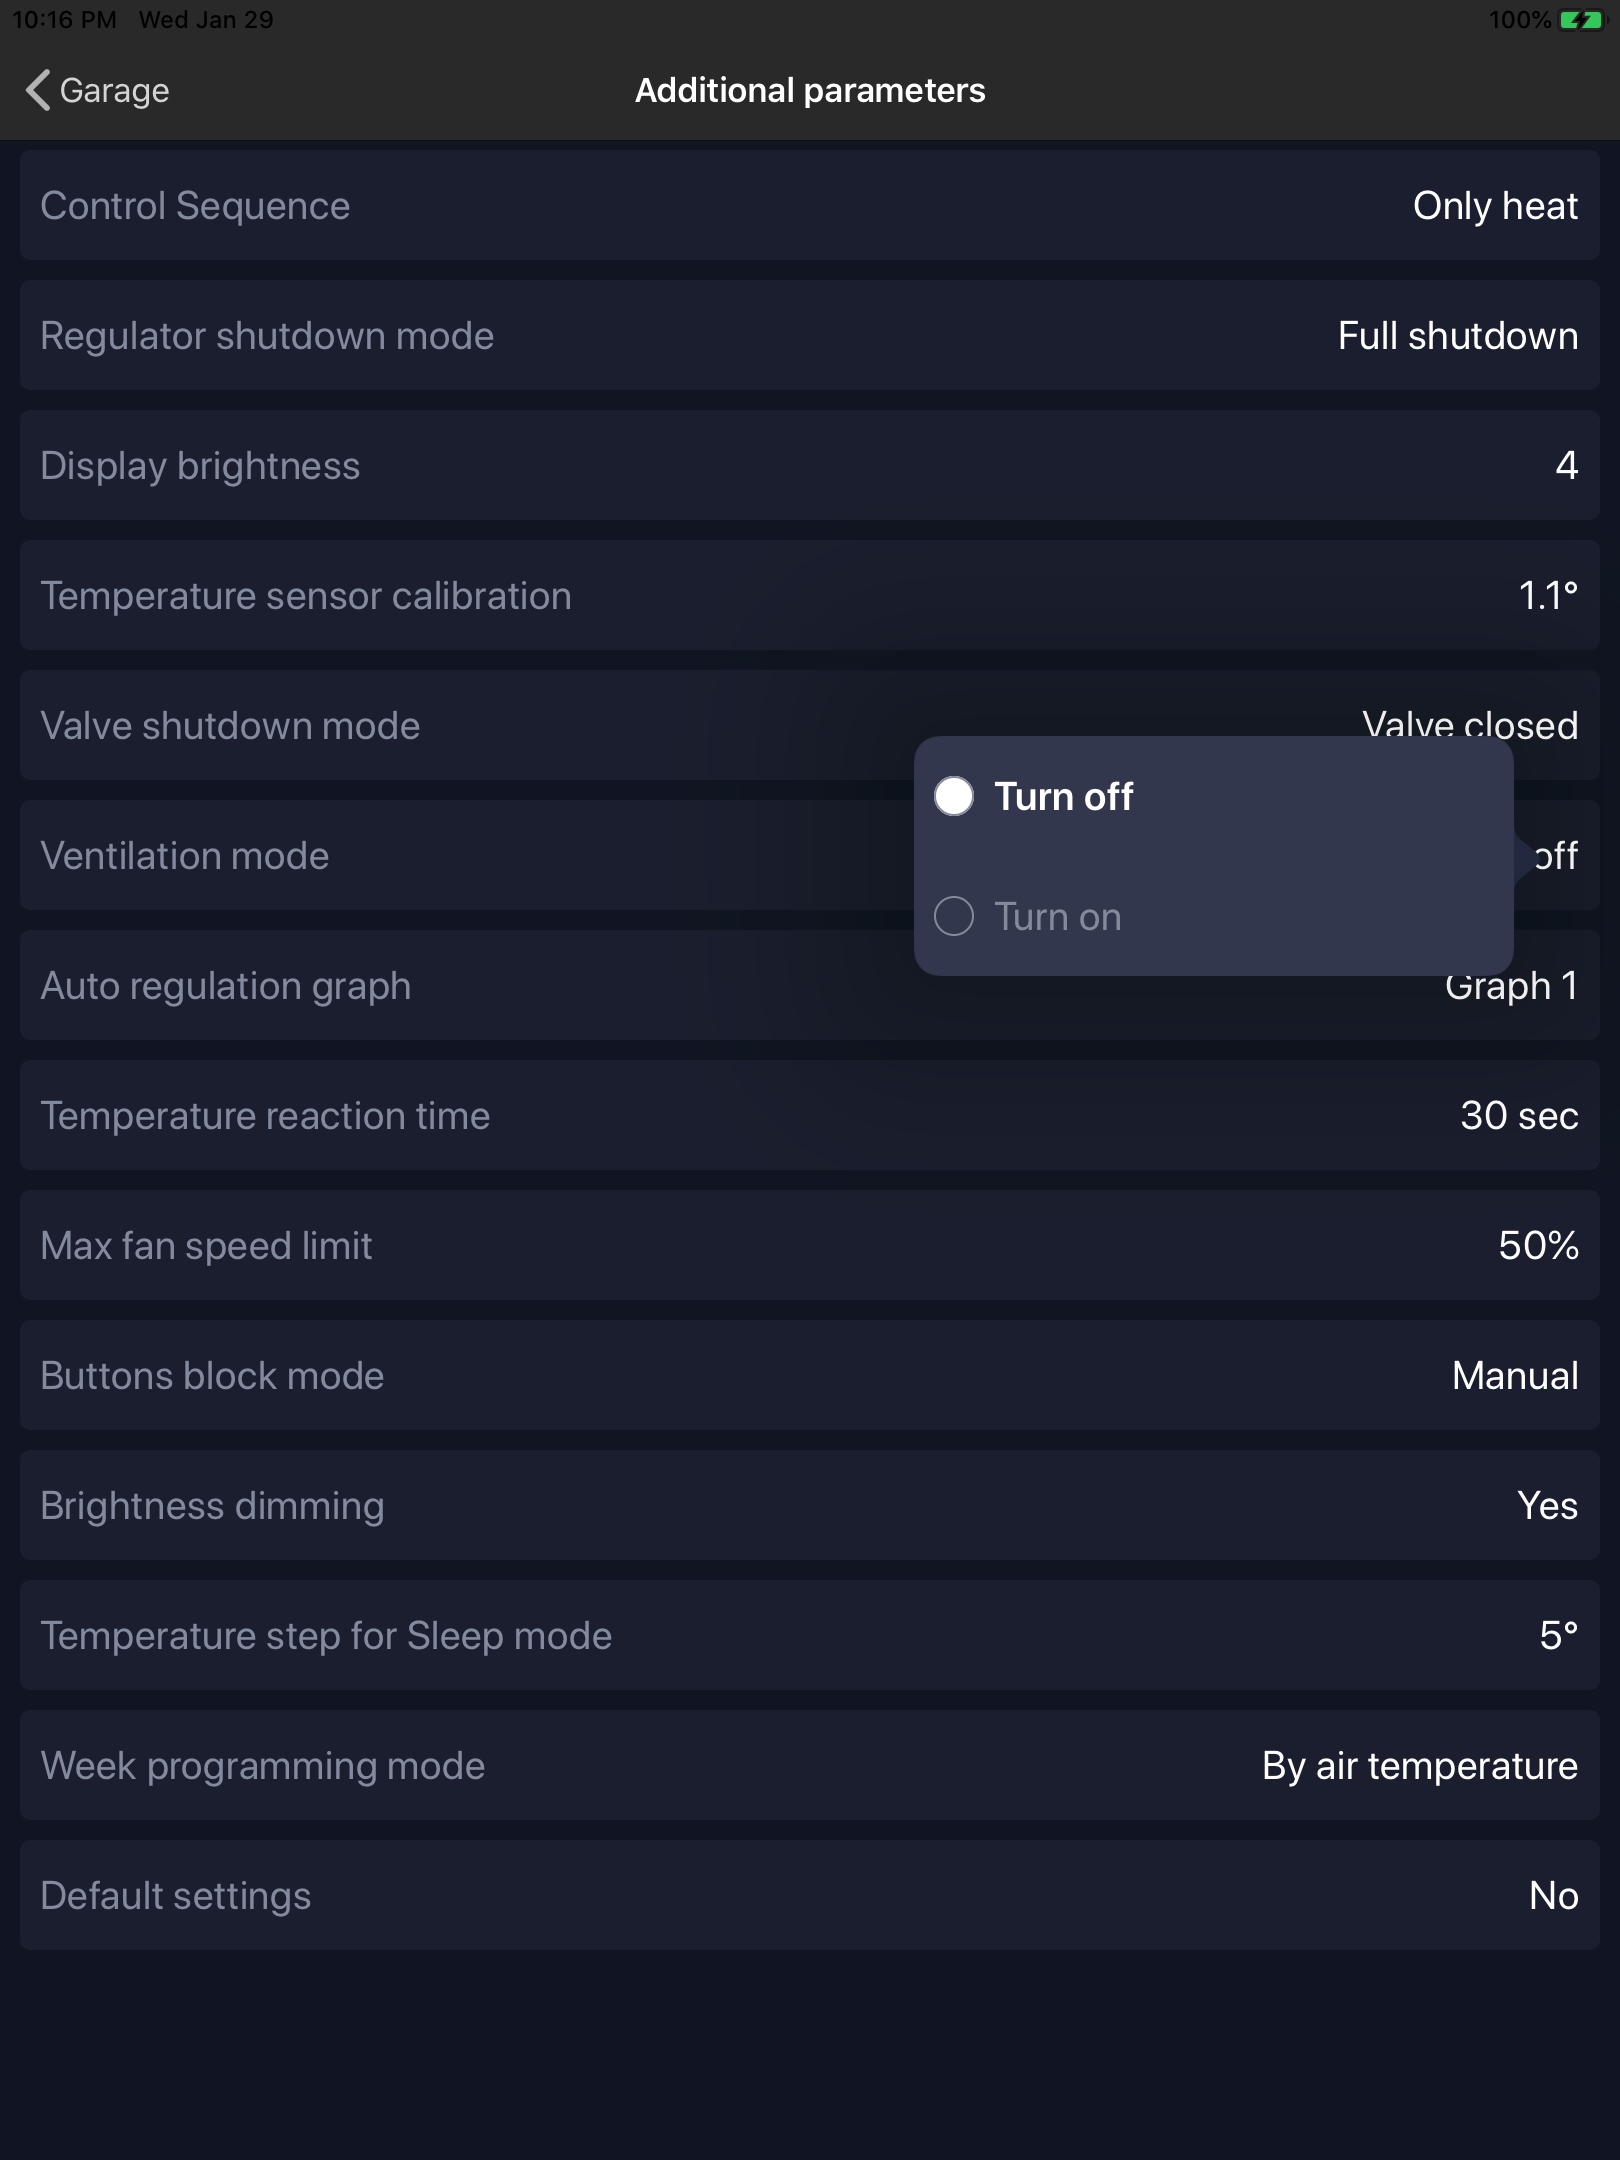 10:16 PM Wed Jan 29 100%
Garage Additional parameters
Control Sequence Only heat
Regulator shutdown mode Full shutdown
Display brightness 4
Temperature sensor calibration 1.1°
Valve shutdown mode Valve closed
Turn off
Ventilation mode off
Turn on
Auto regulation graph Graph 1
Temperature reaction time 30 sec
Max fan speed limit 50%
Buttons block mode Manual
Brightness dimming Yes
Temperature step for Sleep mode 5°
Week programming mode By air temperature
Default settings No